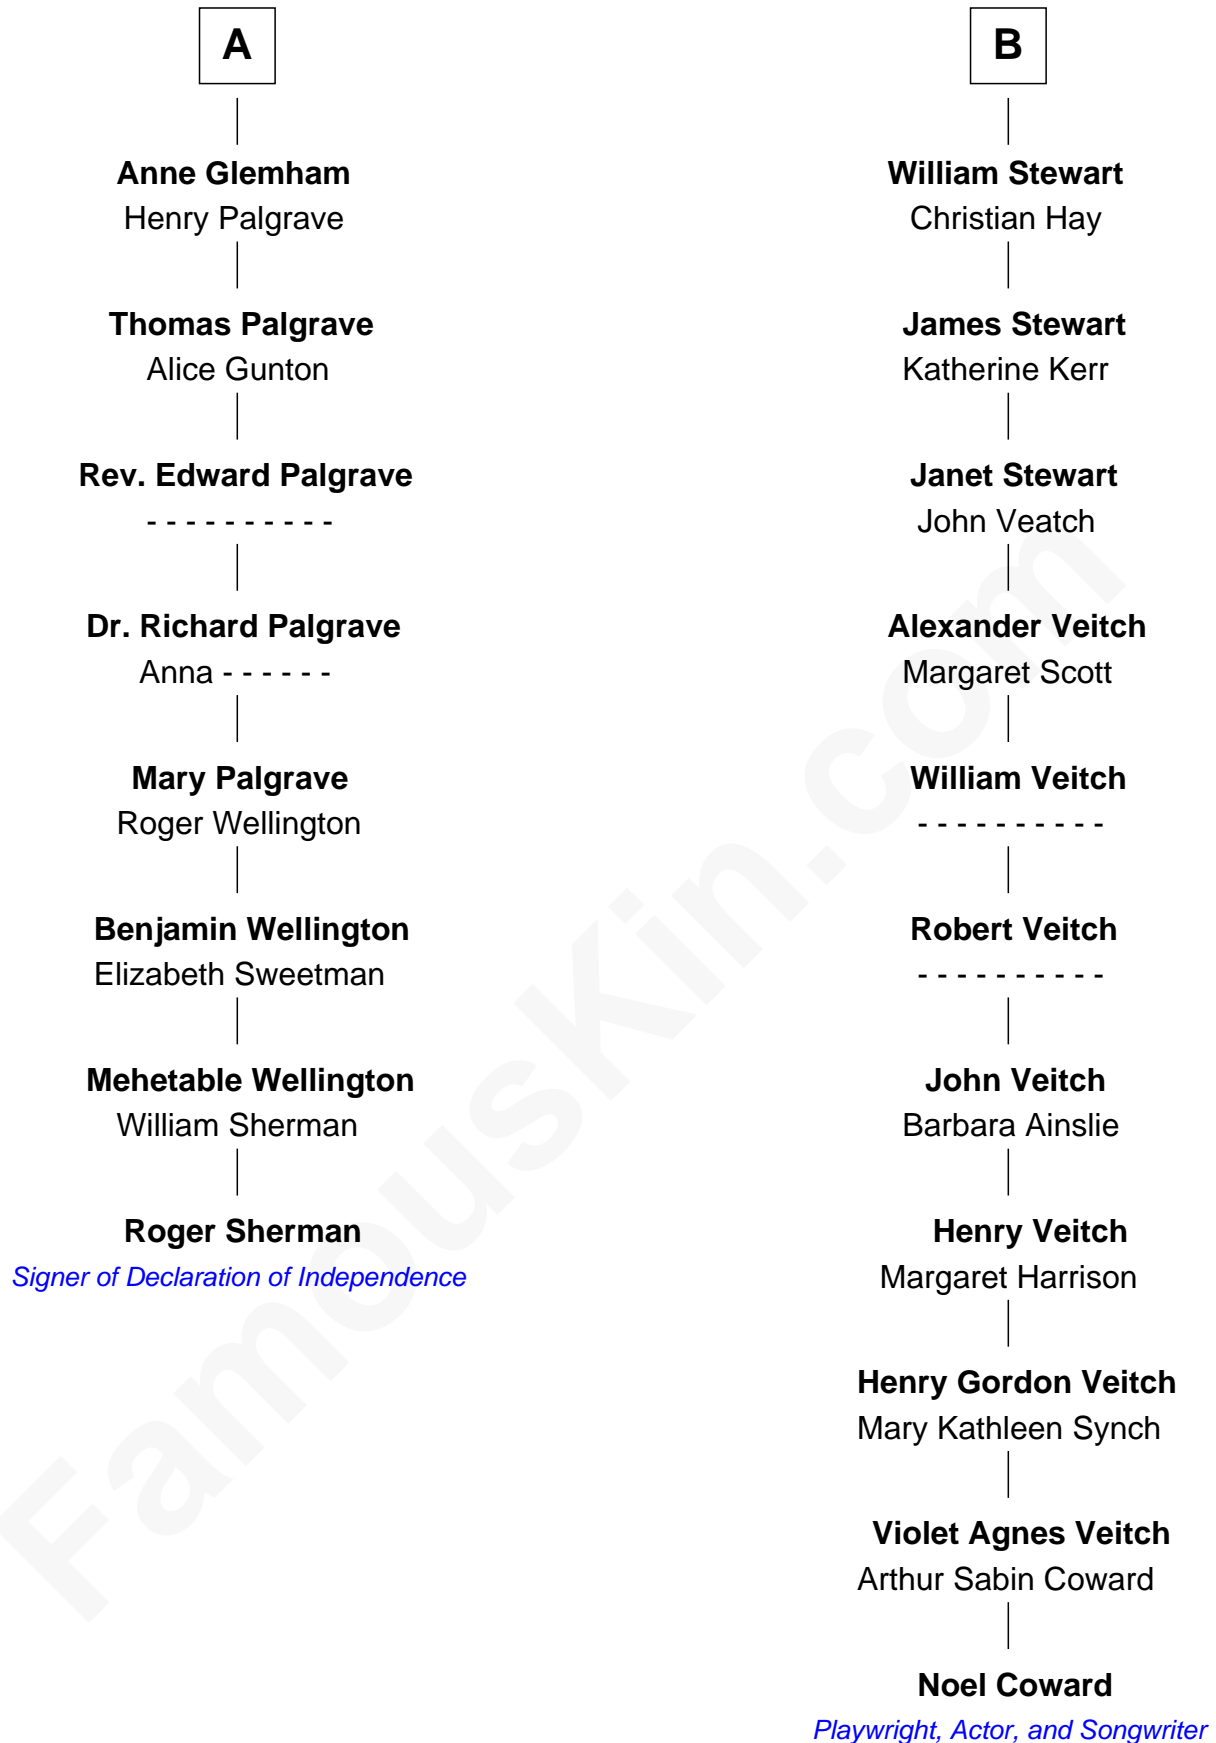 A
Anne Glemham
Henry Palgrave
Thomas Palgrave
Alice Gunton
Rev. Edward Palgrave
- - - - - - - - - -
Dr. Richard Palgrave
Anna - - - - - -
Mary Palgrave
Roger Wellington
Benjamin Wellington
Elizabeth Sweetman
Mehetable Wellington
William Sherman
Roger Sherman
Signer of Declaration of Independence
B
William Stewart
Christian Hay
James Stewart
Katherine Kerr
Janet Stewart
John Veatch
Alexander Veitch
Margaret Scott
William Veitch
- - - - - - - - - -
Robert Veitch
- - - - - - - - - -
John Veitch
Barbara Ainslie
Henry Veitch
Margaret Harrison
Henry Gordon Veitch
Mary Kathleen Synch
Violet Agnes Veitch
Arthur Sabin Coward
Noel Coward
Playwright, Actor, and Songwriter
FamousKin.com